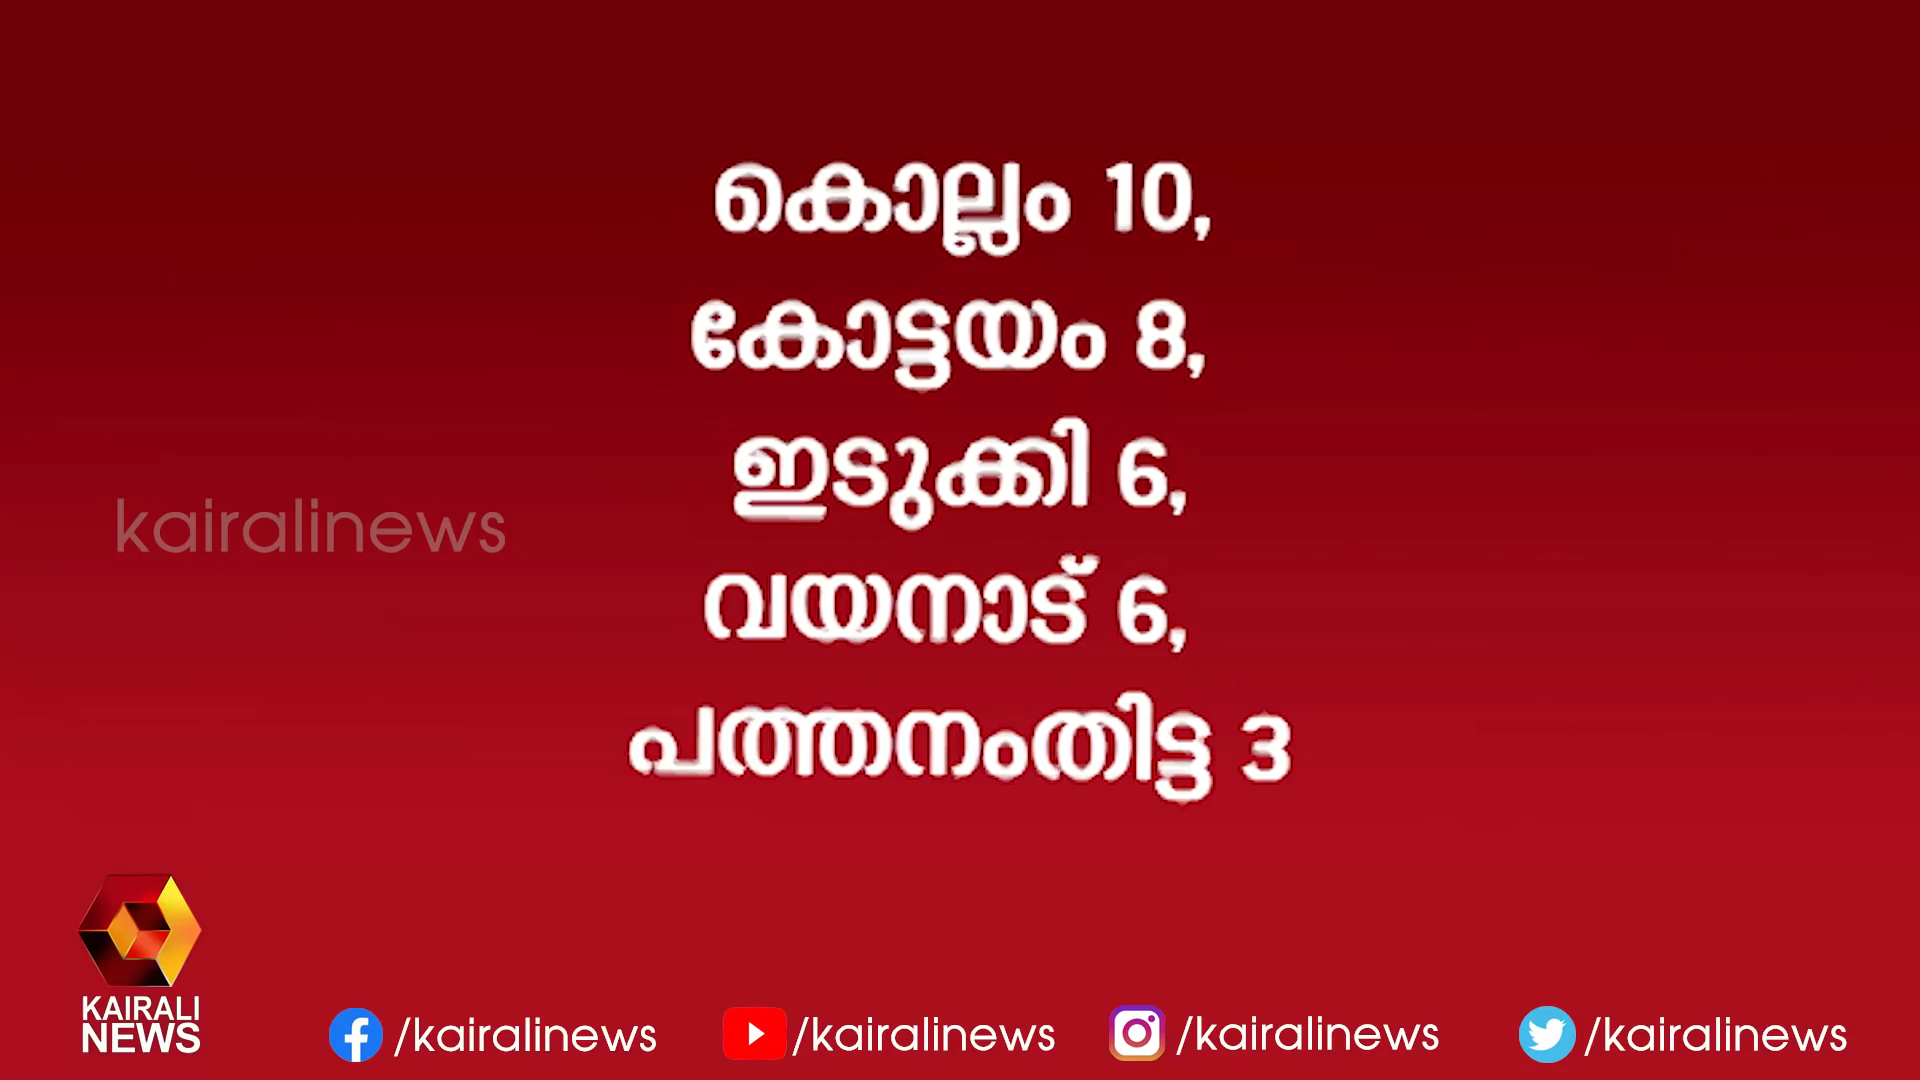 കൊല്ലം 10,
കോട്ടയം 8,
ഇടുക്കി 6,
kairalinews
വയനാട് 6,
പത്തനംതിട്ട 3
KAIRALI
NEWS
/kairalinews /kairalinews /kairalinews /kairalinews